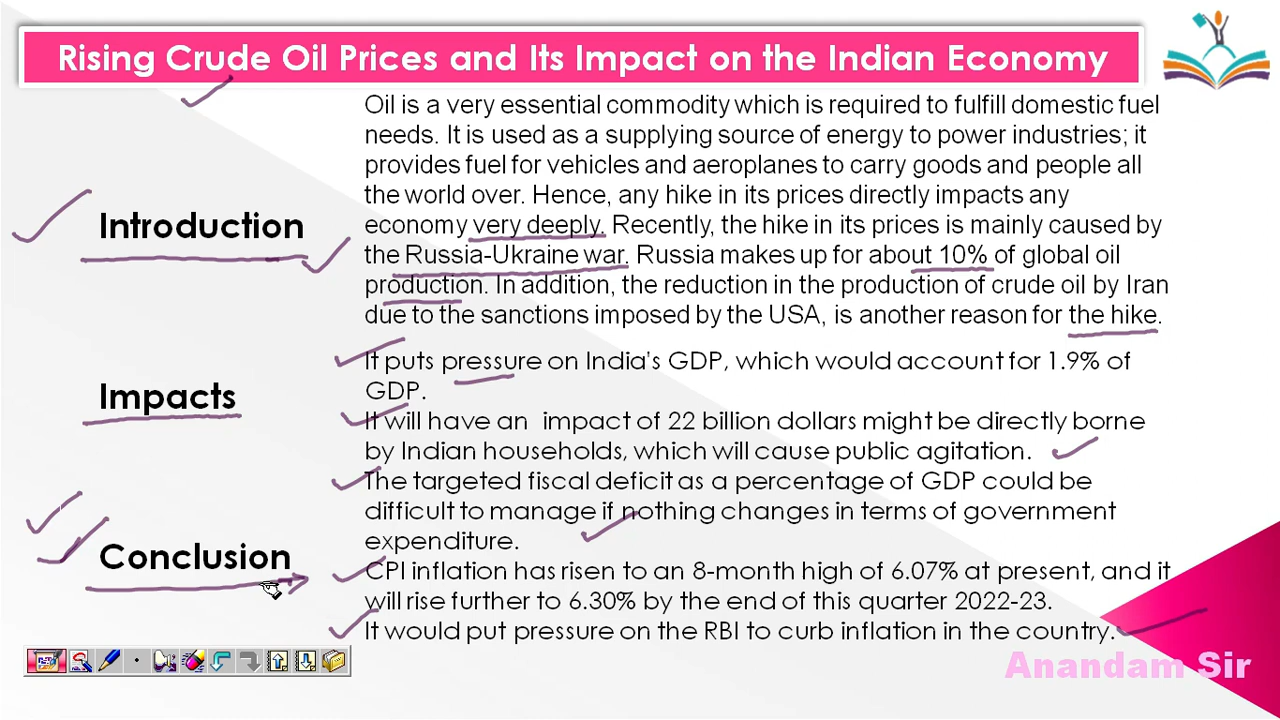 Rising Crude Oil Prices and Its Impact on the Indian Economy
Oil is a very essential commodity which is required to fulfill domestic fuel
needs. It is used as a supplying source of energy to power industries; it
provides fuel for vehicles and aeroplanes to carry goods and people all
the world over. Hence, any hike in its prices directly impacts any
economy very deeply. Recently, the hike in its prices is mainly caused by
the Russia-Ukraine war. Russia makes up for about 10% of global oil
production. In addition, the reduction in the production of crude oil by Iran
due to the sanctions imposed by the USA, is another reason for the hike.
Introduction
It puts pressure on India's GDP, which would account for 1.9% of
GDP.
It will have an impact of 22 billion dollars might be directly borne
by Indian households, which will cause public agitation.
The targeted fiscal deficit as a percentage of GDP could be
difficult to manage if nothing changes in terms of government
expenditure.
CPI inflation has risen to an 8-month high of 6.07% at present, and it
will rise further to 6.30% by the end of this quarter 2022-23.
It would put pressure on the RBI to curb inflation in the country.
Impacts
Conclusion
Anandam Sir